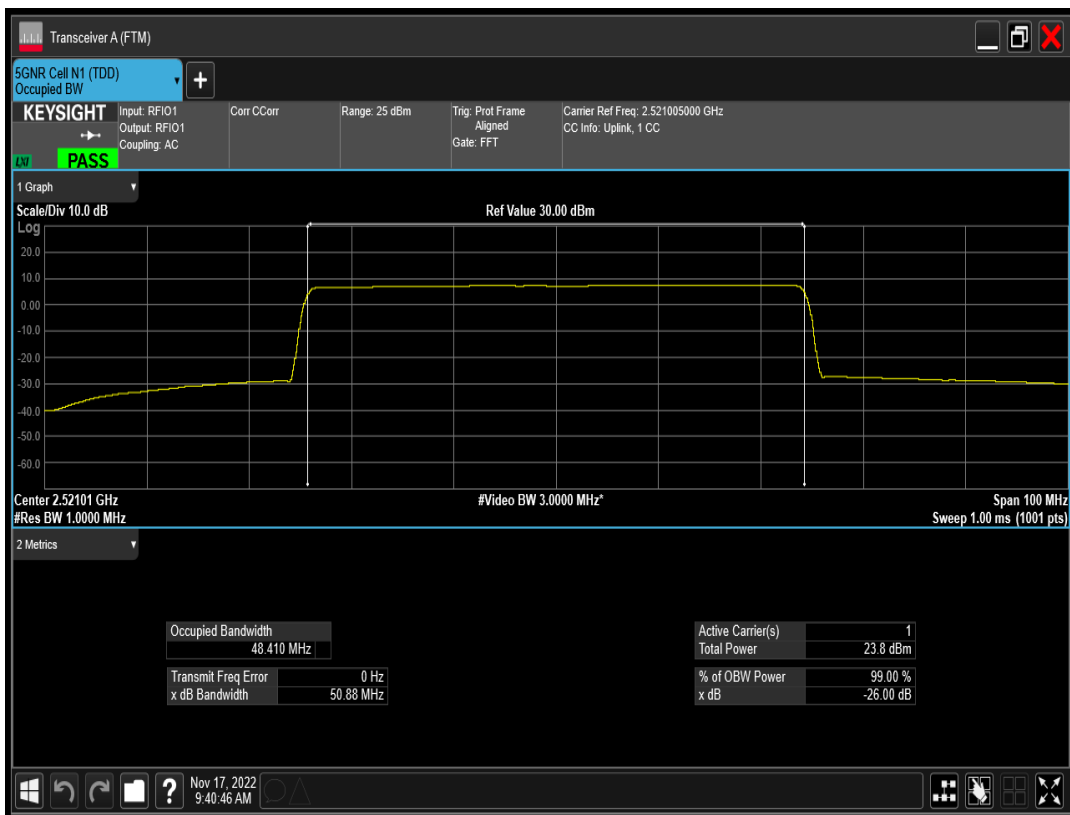 Transceiver A (FTM)
5GNR Cell N1 (TDD)
Occupied BW
+
KEYSIGHT
LXI
PASS
Input: RFIO1
Output: RFIO1
Coupling: AC
Corr CCorr
Range: 25 dBm
Trig: Prot Frame
Aligned
Gate: FFT
Carrier Ref Freq: 2.521005000 GHz
CC Info: Uplink, 1 CC
1 Graph
Scale/Div 10.0 dB
Ref Value 30.00 dBm
Log
20.0
10.0
0.00
-10.0
-20.0
-30.0
-40.0
-50.0
-60.0
Center 2.52101 GHz
#Video BW 3.0000 MHz*
Span 100 MHz
#Res BW 1.0000 MHz
Sweep 1.00 ms (1001 pts)
2 Metrics
Occupied Bandwidth
48.410 MHz
Transmit Freq Error 0 Hz
x dB Bandwidth 50.88 MHz
Active Carrier(s) 1
Total Power 23.8 dBm
% of OBW Power 99.00 %
x dB -26.00 dB
?
Nov 17, 2022
9:40:46 AM